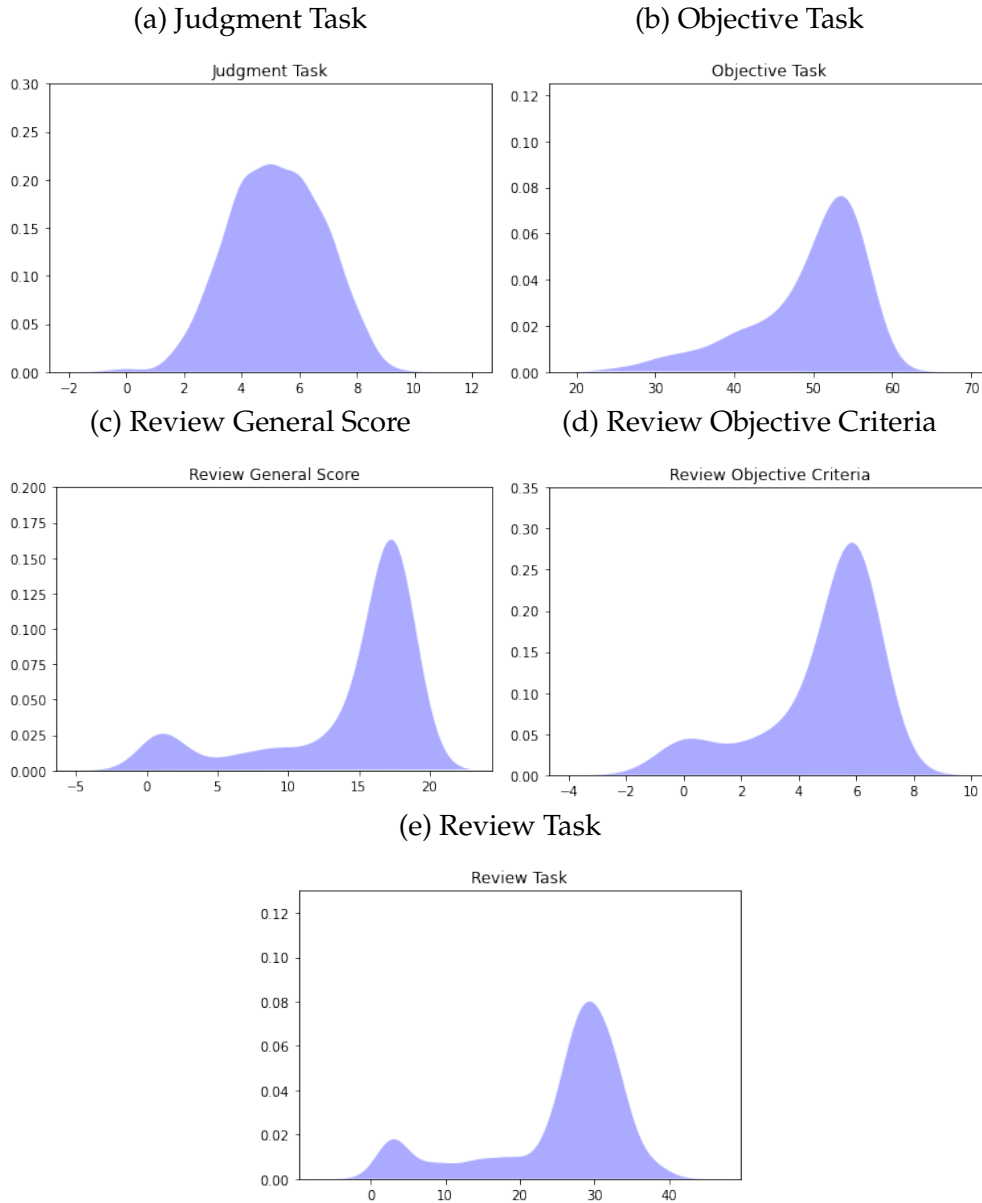 (a) Judgment Task
(b) Objective Task
Judgment Task
0.30
0.25
0.20
0.15
0.10
0.05
0.00
−2 0 2 4 6 8 10 12
Objective Task
0.12
0.10
0.08
0.06
0.04
0.02
0.00
20 30 40 50 60 70
(c) Review General Score
(d) Review Objective Criteria
Review General Score
0.200
0.175
0.150
0.125
0.100
0.075
0.050
0.025
0.000
−5 0 5 10 15 20
Review Objective Criteria
0.35
0.30
0.25
0.20
0.15
0.10
0.05
0.00
−4 −2 0 2 4 6 8 10
(e) Review Task
Review Task
0.12
0.10
0.08
0.06
0.04
0.02
0.00
0 10 20 30 40